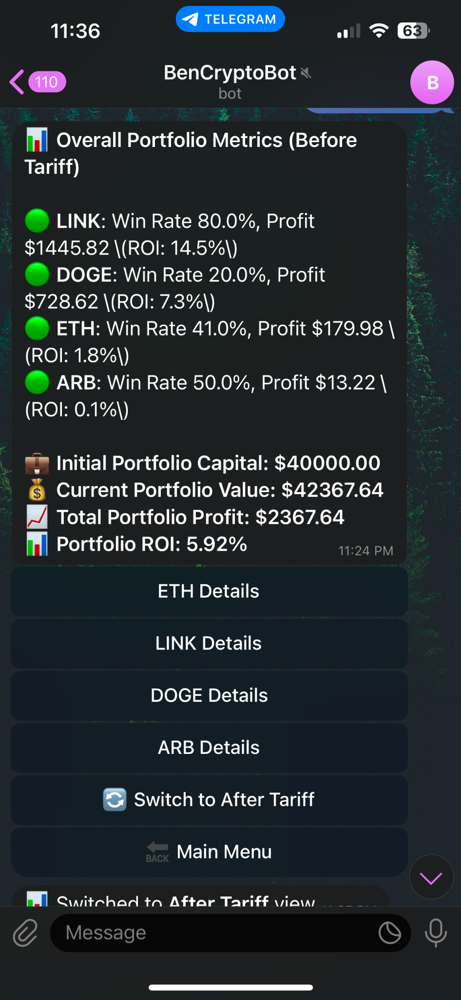 11:36
TELEGRAM
63
110
BenCryptoBot
bot
B
📊 Overall Portfolio Metrics (Before
Tariff)
🟢 LINK: Win Rate 80.0%, Profit
$1445.82 \(ROI: 14.5%\)
🟢 DOGE: Win Rate 20.0%, Profit
$728.62 \(ROI: 7.3%\)
🟢 ETH: Win Rate 41.0%, Profit $179.98 \
(ROI: 1.8%\)
🟢 ARB: Win Rate 50.0%, Profit $13.22 \
(ROI: 0.1%\)
💼 Initial Portfolio Capital: $40000.00
💰 Current Portfolio Value: $42367.64
📈 Total Portfolio Profit: $2367.64
📊 Portfolio ROI: 5.92%
11:24 PM
ETH Details
LINK Details
DOGE Details
ARB Details
🔄 Switch to After Tariff
🔙 Main Menu
📊 Switched to After Tariff view
Message